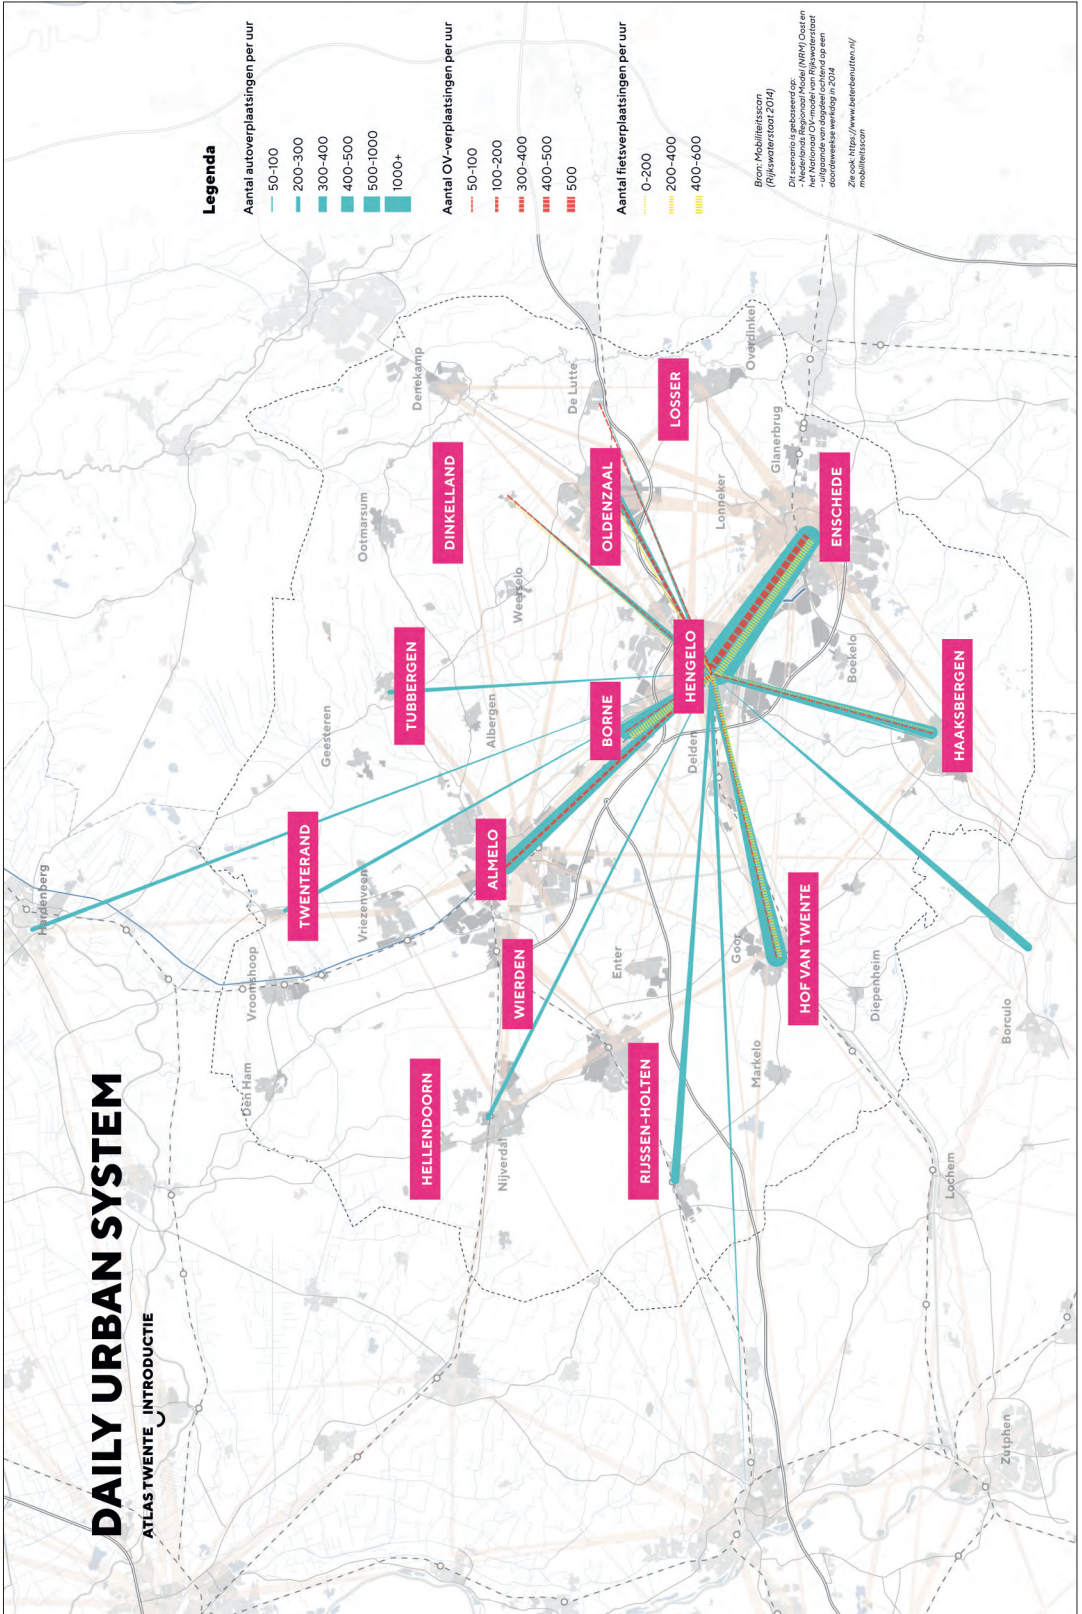 DAILY URBAN SYSTEM
ATLAS TWENTE_INTRODUCTIE
Legenda
Aantal autoverplaatsingen per uur
50-100
200-300
300-400
400-500
500-1000
1000+
Aantal OV-verplaatsingen per uur
50-100
100-200
300-400
400-500
500
Aantal fietsverplaatsingen per uur
0-200
200-400
400-600
Bron: Mobiliteitsscan
(Rijkswaterstaat 2014)
Dit scenario is gebaseerd op:
- Nederlands Regionaal Model (NRM) Oost en
het Nationaal OV-model van Rijkswaterstaat
- uitgaande van dagdeel ochtend op een
doordeweekse werkdag in 2014
Zie ook: https://www.beterbenutten.nl/
mobiliteitsscan
Hardenberg
Den Ham
Vroomshoop
TWENTERAND
Geesteren
Vriezenveen
Ootmarsum
Denekamp
TUBBERGEN
HELLENDOORN
DINKELLAND
Albergen
Weerselo
ALMELO
Nijverdal
WIERDEN
De Lutte
BORNE
OLDENZAAL
Enter
RIJSSEN-HOLTEN
LOSSER
HENGELO
Delden
Lonneker
Goor
Overdinkel
Markelo
Glanerbrug
HOF VAN TWENTE
ENSCHEDE
Boekelo
Diepenheim
HAAKSBERGEN
Lochem
Borculo
Zutphen